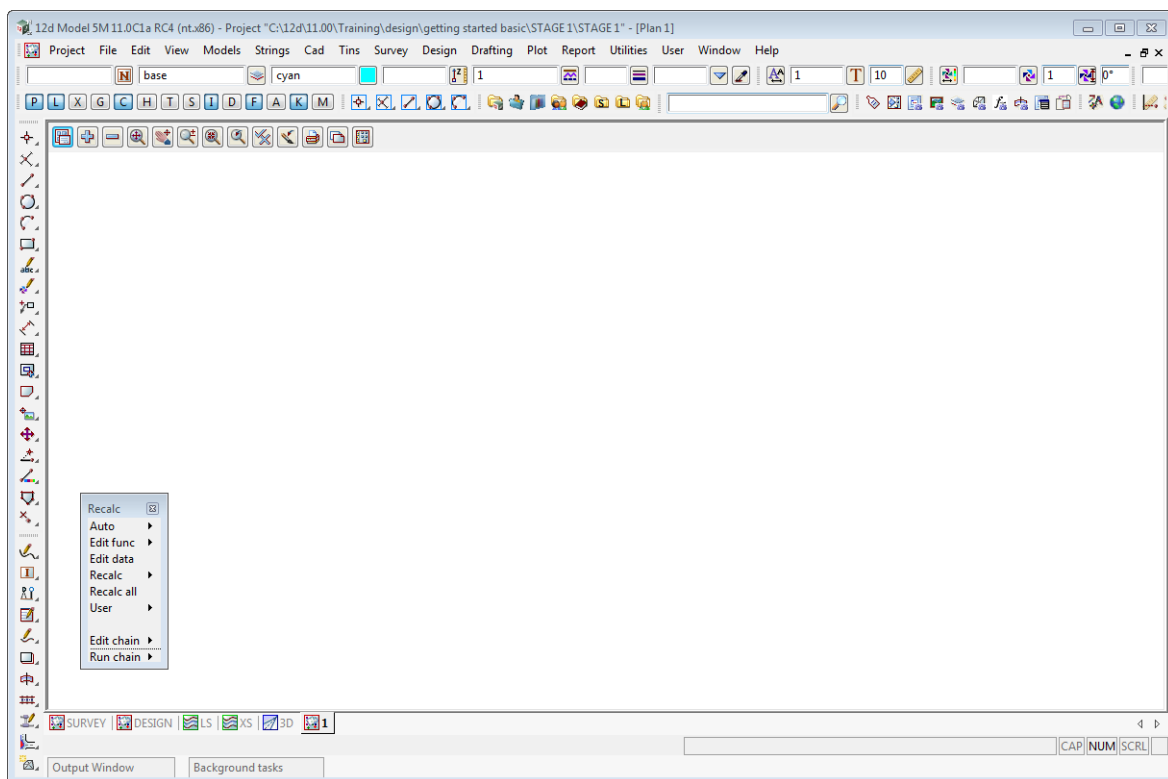 12d Model 5M 11.0C1a RC4 (nt.x86) - Project "C:\12d\11.00\Training\design\getting started basic\STAGE 1\STAGE 1" - [Plan 1]
Project File Edit View Models Strings Cad Tins Survey Design Drafting Plot Report Utilities User Window Help
N base cyan 1 1 T 10 1 0°
P L X G C H T S I D F A K M
abc
Recalc
Auto
Edit func
Edit data
Recalc
Recalc all
User
Edit chain
Run chain
SURVEY DESIGN LS XS 3D 1
CAP NUM SCRL
Output Window Background tasks